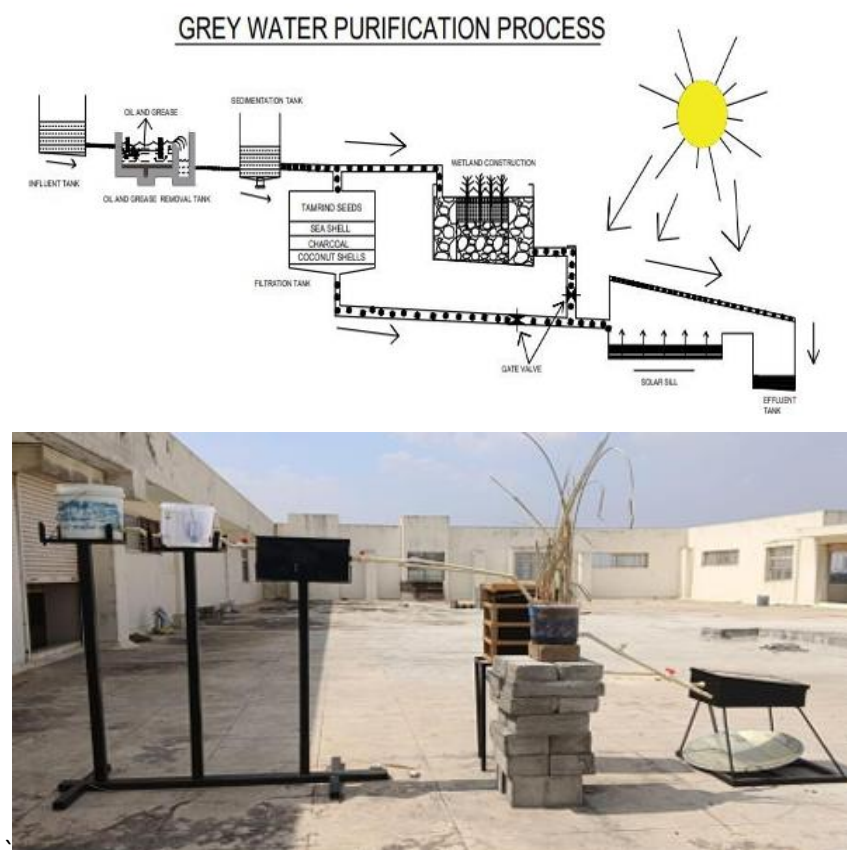 GREY WATER PURIFICATION PROCESS
OIL AND GREASE
SEDIMENTATION TANK
INFLUENT TANK
OIL AND GREASE REMOVAL TANK
WETLAND CONSTRUCTION
TAMRIND SEEDS
SEA SHELL
CHARCOAL
COCONUT SHELLS
FILTRATION TANK
GATE VALVE
SOLAR SILL
EFFLUENT
TANK
`